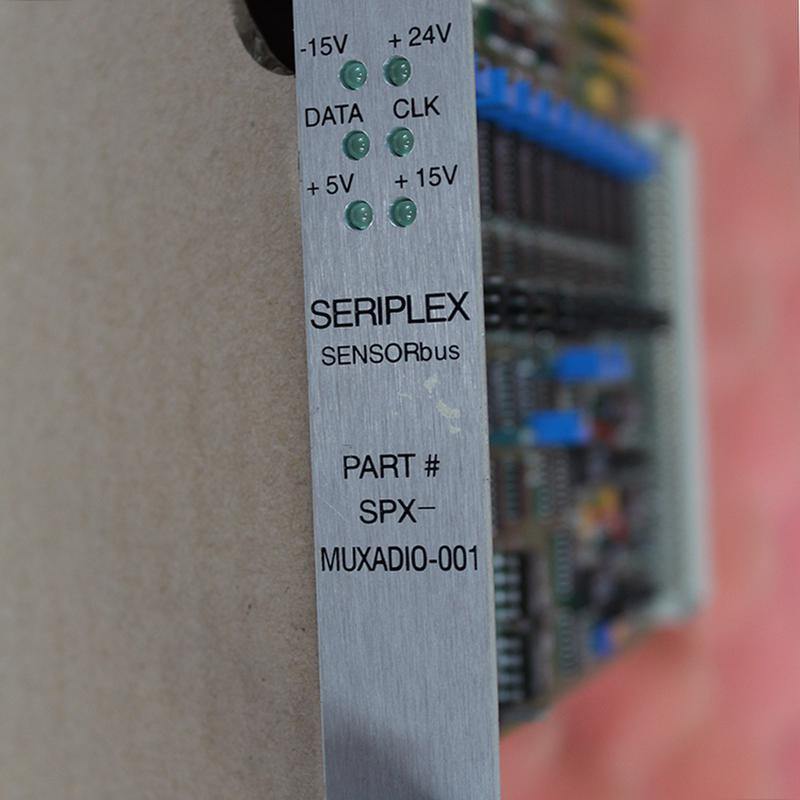 -15V + 24V
DATA CLK
+ 5V + 15V
SERIPLEX
SENSORbus
PART #
SPX-
MUXADIO-001